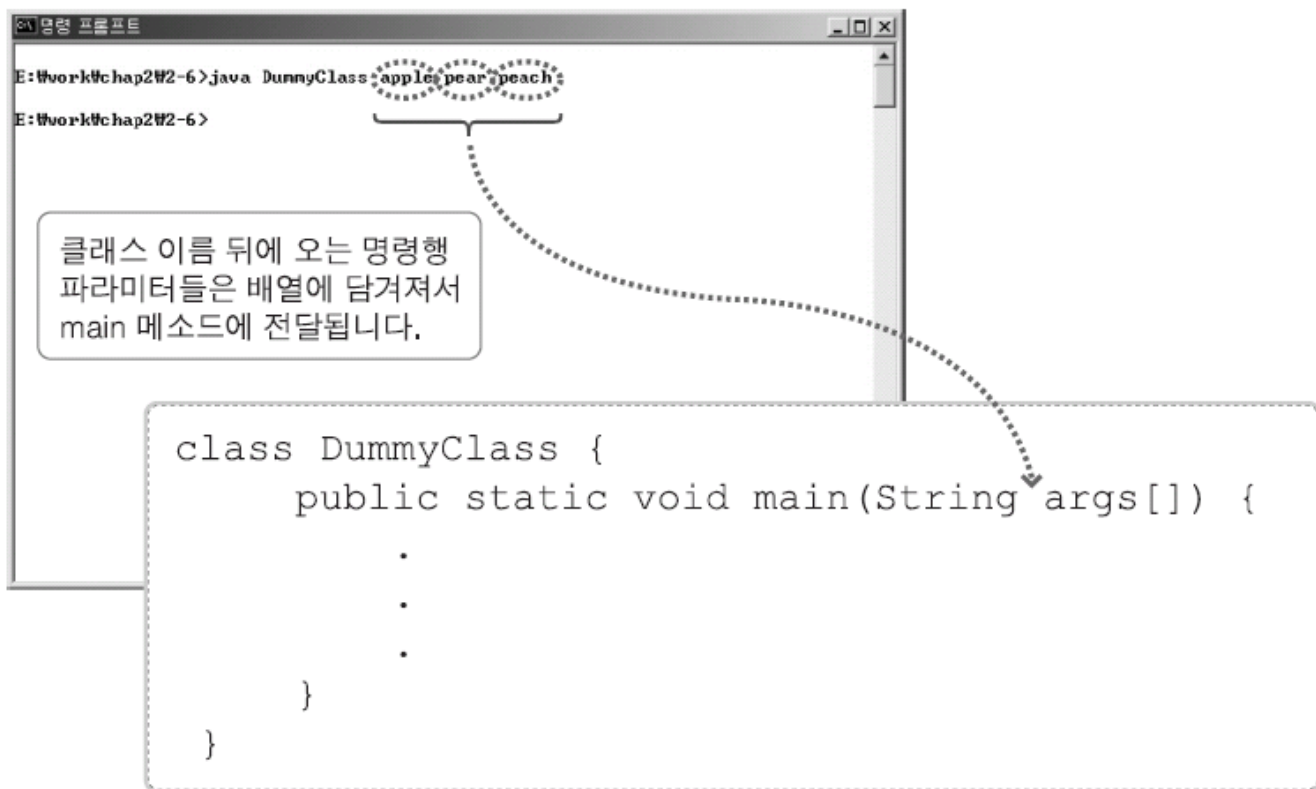 명령 프롬프트
E:₩work₩chap2₩2-6>java DummyClass apple pear peach
E:₩work₩chap2₩2-6>
클래스 이름 뒤에 오는 명령행
파라미터들은 배열에 담겨져서
main 메소드에 전달됩니다.
class DummyClass {
public static void main(String args[]) {
.
.
.
}
}